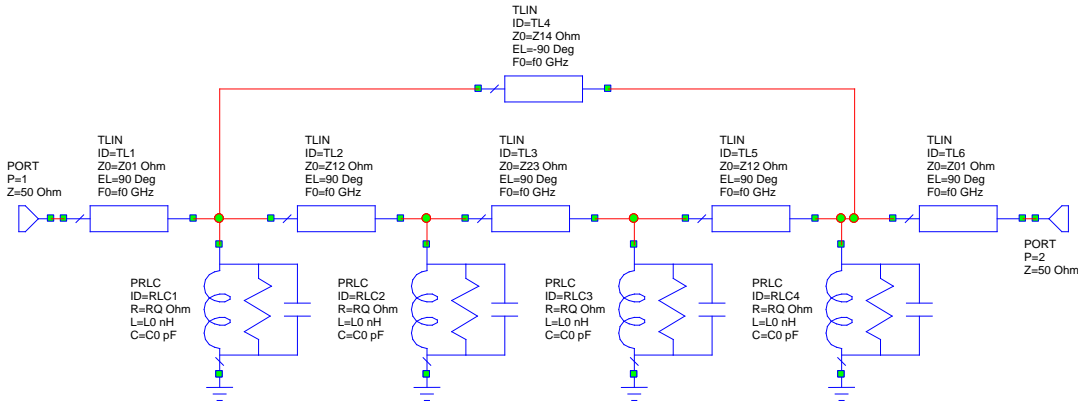 TLIN
ID=TL4
Z0=Z14 Ohm
EL=-90 Deg
F0=f0 GHz
PORT
P=1
Z=50 Ohm
TLIN
ID=TL1
Z0=Z01 Ohm
EL=90 Deg
F0=f0 GHz
TLIN
ID=TL2
Z0=Z12 Ohm
EL=90 Deg
F0=f0 GHz
TLIN
ID=TL3
Z0=Z23 Ohm
EL=90 Deg
F0=f0 GHz
TLIN
ID=TL5
Z0=Z12 Ohm
EL=90 Deg
F0=f0 GHz
TLIN
ID=TL6
Z0=Z01 Ohm
EL=90 Deg
F0=f0 GHz
PORT
P=2
Z=50 Ohm
PRLC
ID=RLC1
R=RQ Ohm
L=L0 nH
C=C0 pF
PRLC
ID=RLC2
R=RQ Ohm
L=L0 nH
C=C0 pF
PRLC
ID=RLC3
R=RQ Ohm
L=L0 nH
C=C0 pF
PRLC
ID=RLC4
R=RQ Ohm
L=L0 nH
C=C0 pF